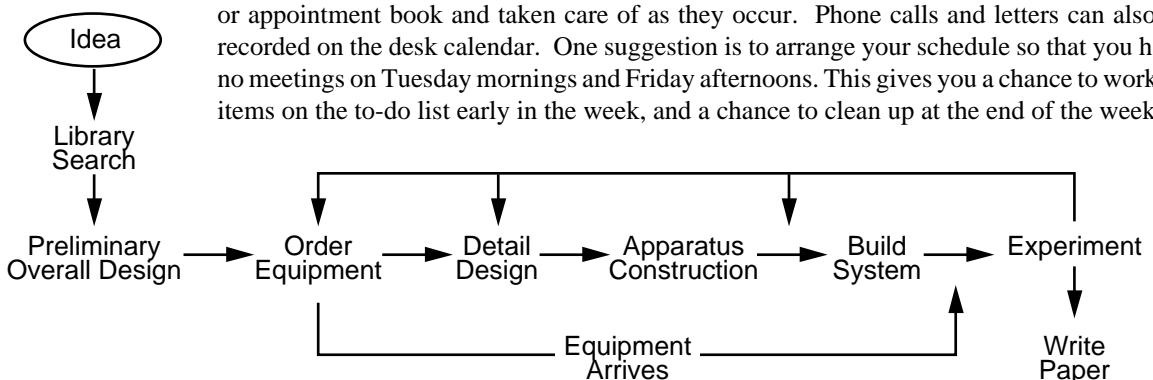 or appointment book and taken care of as they occur. Phone calls and letters can also
recorded on the desk calendar. One suggestion is to arrange your schedule so that you h
no meetings on Tuesday mornings and Friday afternoons. This gives you a chance to work
items on the to-do list early in the week, and a chance to clean up at the end of the week
Idea
Library
Search
Preliminary
Overall Design
Order
Equipment
Detail
Design
Apparatus
Construction
Build
System
Experiment
Equipment
Arrives
Write
Paper